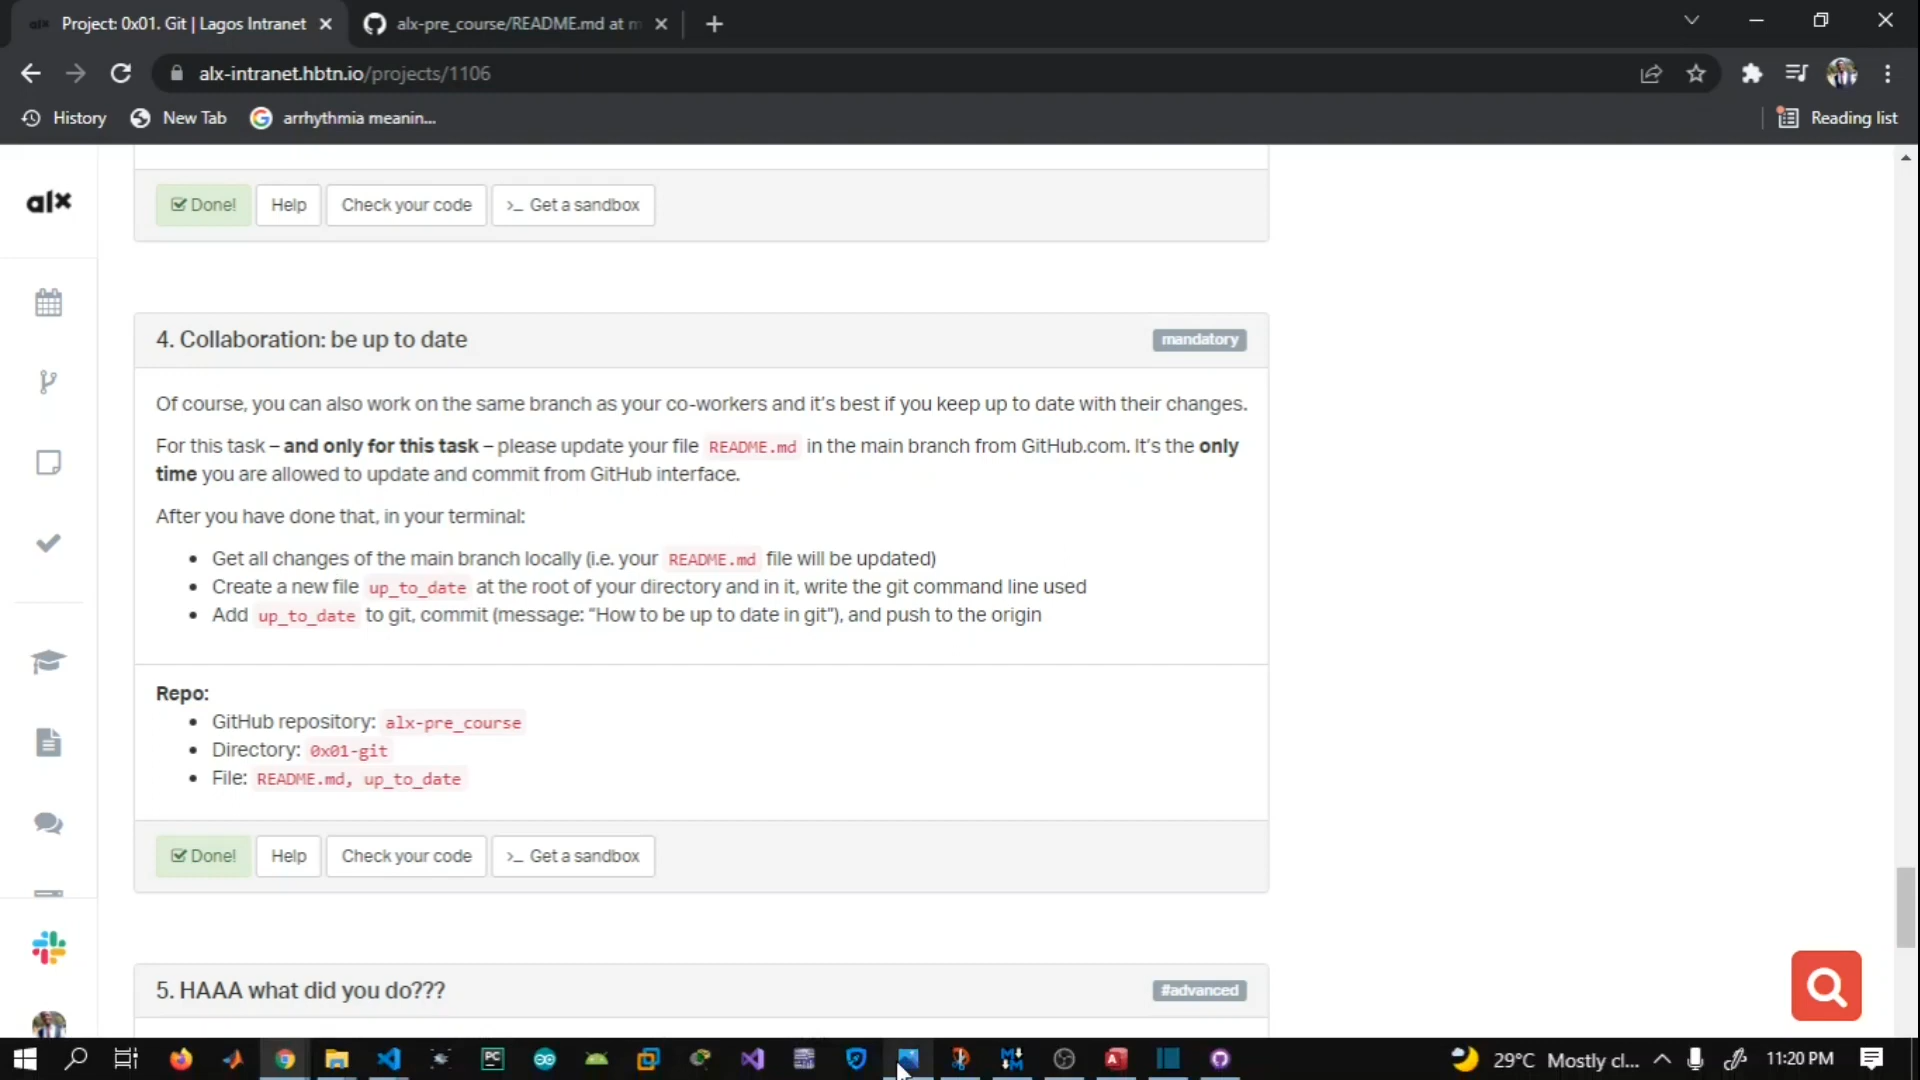 Project: 0x01. Git | Lagos Intranet
alx-pre_course/README.md at m
alx-intranet.hbtn.io/projects/1106
History
New Tab
arrhythmia meanin...
Reading list
alx
Done!
Help
Check your code
>_ Get a sandbox
4. Collaboration: be up to date
mandatory
Of course, you can also work on the same branch as your co-workers and it's best if you keep up to date with their changes.
For this task – and only for this task – please update your file README.md in the main branch from GitHub.com. It's the only
time you are allowed to update and commit from GitHub interface.
After you have done that, in your terminal:
• Get all changes of the main branch locally (i.e. your README.md file will be updated)
• Create a new file up_to_date at the root of your directory and in it, write the git command line used
• Add up_to_date to git, commit (message: “How to be up to date in git”), and push to the origin
Repo:
• GitHub repository: alx-pre_course
• Directory: 0x01-git
• File: README.md, up_to_date
Done!
Help
Check your code
>_ Get a sandbox
5. HAAA what did you do???
#advanced
PC
29°C Mostly cl...
11:20 PM